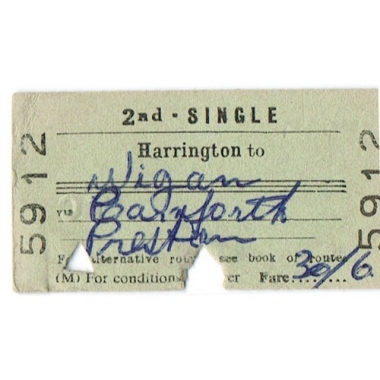 2nd - SINGLE
Harrington to
Wigan
via Carnforth
Preston
For alternative routes see book of routes
(M) For conditions over Fare......30/6
5912
5912